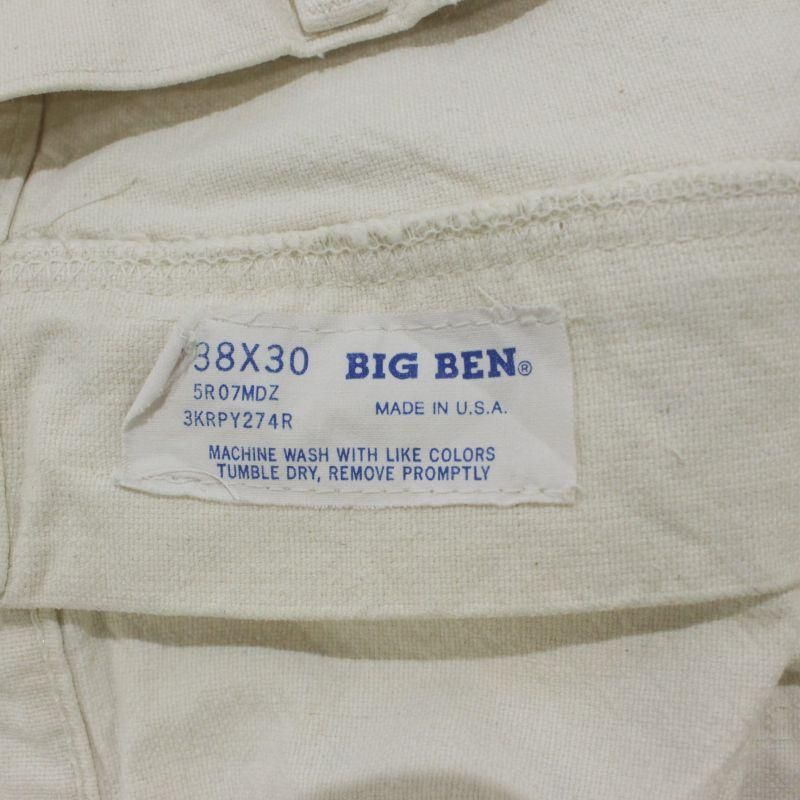 38X30 BIG BEN®
5R07MDZ
MADE IN U.S.A.
3KRPY274R
MACHINE WASH WITH LIKE COLORS
TUMBLE DRY, REMOVE PROMPTLY